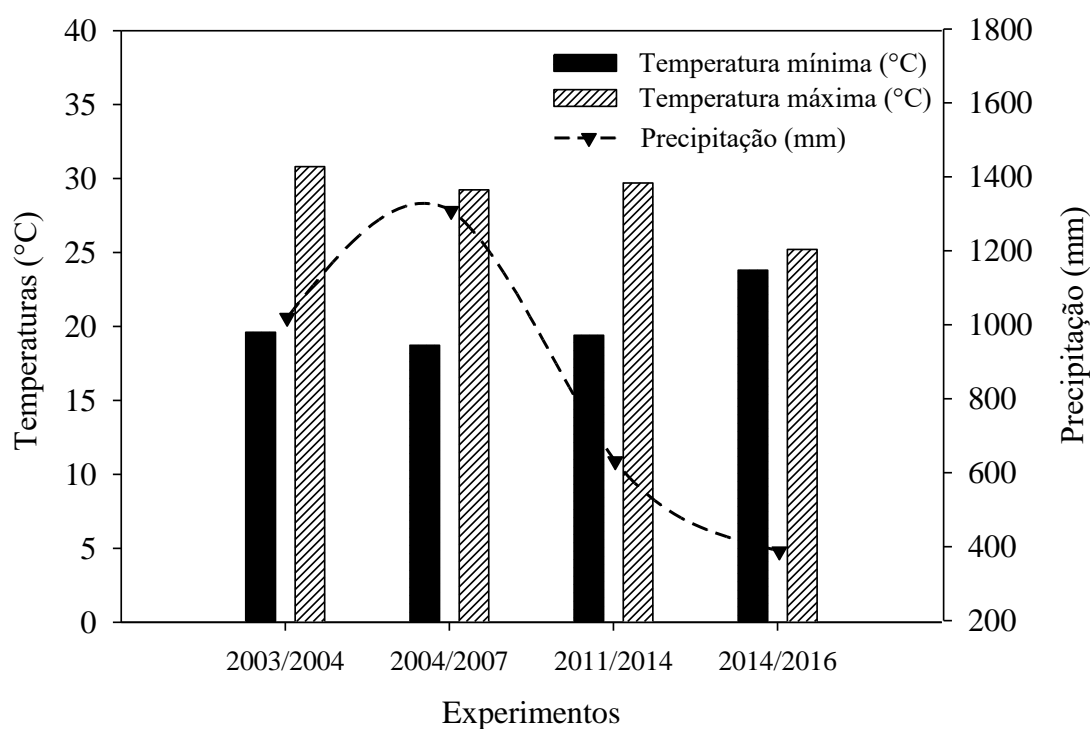 Temperatura mínima (°C)
Temperatura máxima (°C)
Precipitação (mm)
Temperaturas (°C)
40
35
30
25
20
15
10
5
0
1800
1600
1400
1200
1000
800
600
400
200
Precipitação (mm)
2003/2004 2004/2007 2011/2014 2014/2016
Experimentos